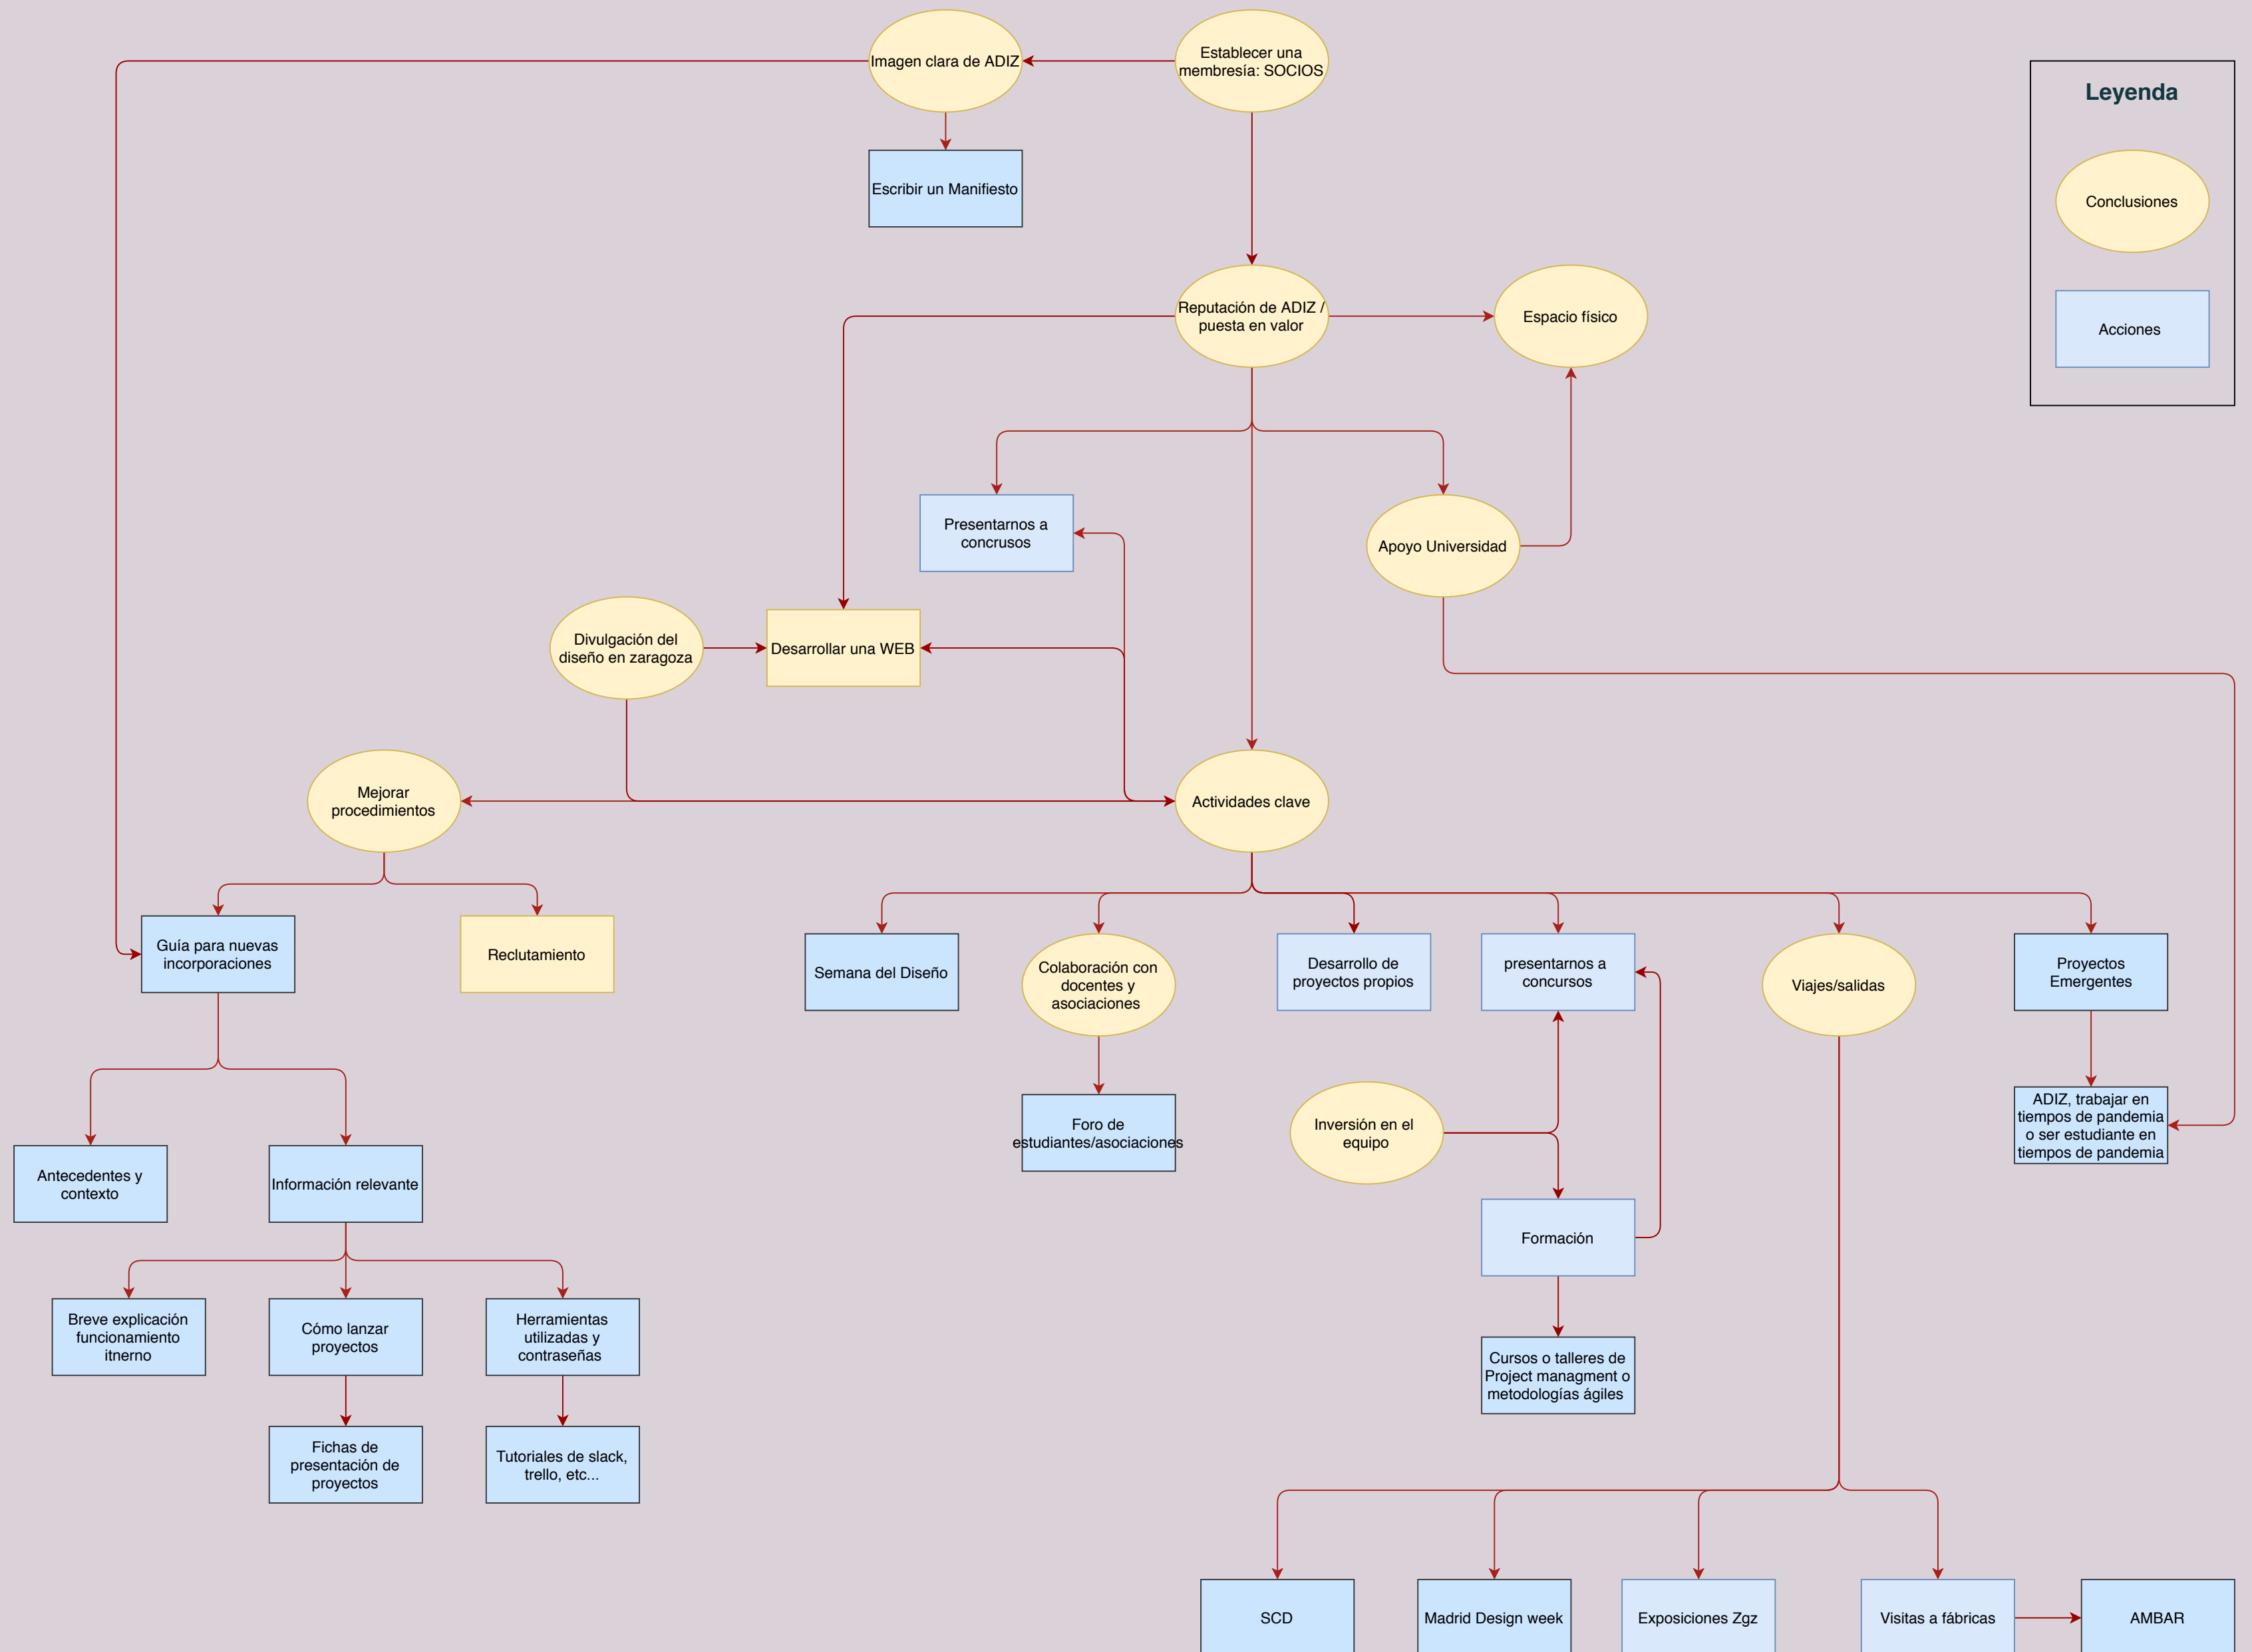 Imagen clara de ADIZ
Establecer una
membresía: SOCIOS
Leyenda
Conclusiones
Acciones
Escribir un Manifiesto
Reputación de ADIZ /
puesta en valor
Espacio físico
Presentarnos a
concrusos
Apoyo Universidad
Divulgación del
diseño en zaragoza
Desarrollar una WEB
Mejorar
procedimientos
Actividades clave
Guía para nuevas
incorporaciones
Reclutamiento
Semana del Diseño
Colaboración con
docentes y
asociaciones
Desarrollo de
proyectos propios
presentarnos a
concursos
Viajes/salidas
Proyectos
Emergentes
Foro de
estudiantes/asociaciones
Inversión en el
equipo
ADIZ, trabajar en
tiempos de pandemia
o ser estudiante en
tiempos de pandemia
Antecedentes y
contexto
Información relevante
Formación
Breve explicación
funcionamiento
itnerno
Cómo lanzar
proyectos
Herramientas
utilizadas y
contraseñas
Cursos o talleres de
Project managment o
metodologías ágiles
Fichas de
presentación de
proyectos
Tutoriales de slack,
trello, etc...
SCD
Madrid Design week
Exposiciones Zgz
Visitas a fábricas
AMBAR